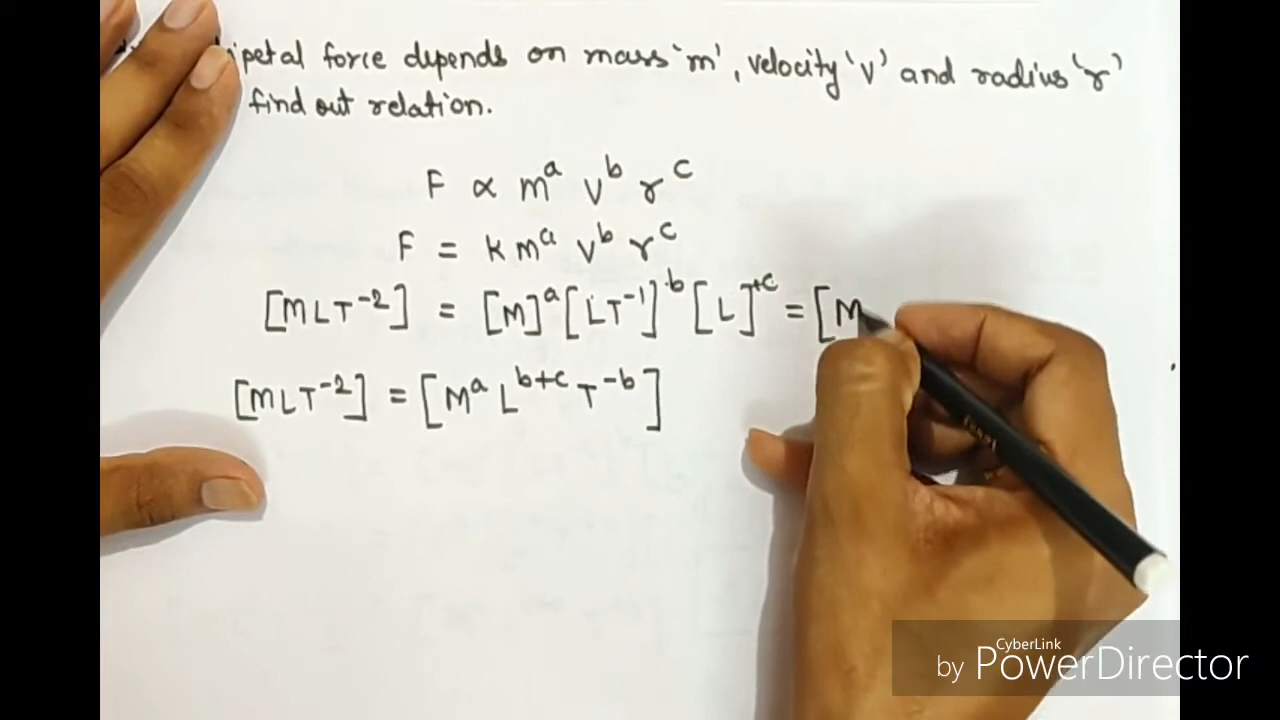 force depends on mass 'm', velocity 'v' and radius 'r'
find out relation.
F ∝ m^a v^b r^c
F = k m^a v^b r^c
[MLT^-2] = [M]^a [LT^-1]^b [L]^+c = [M
[MLT^-2] = [M^a L^b+c T^-b]
CyberLink
by PowerDirector